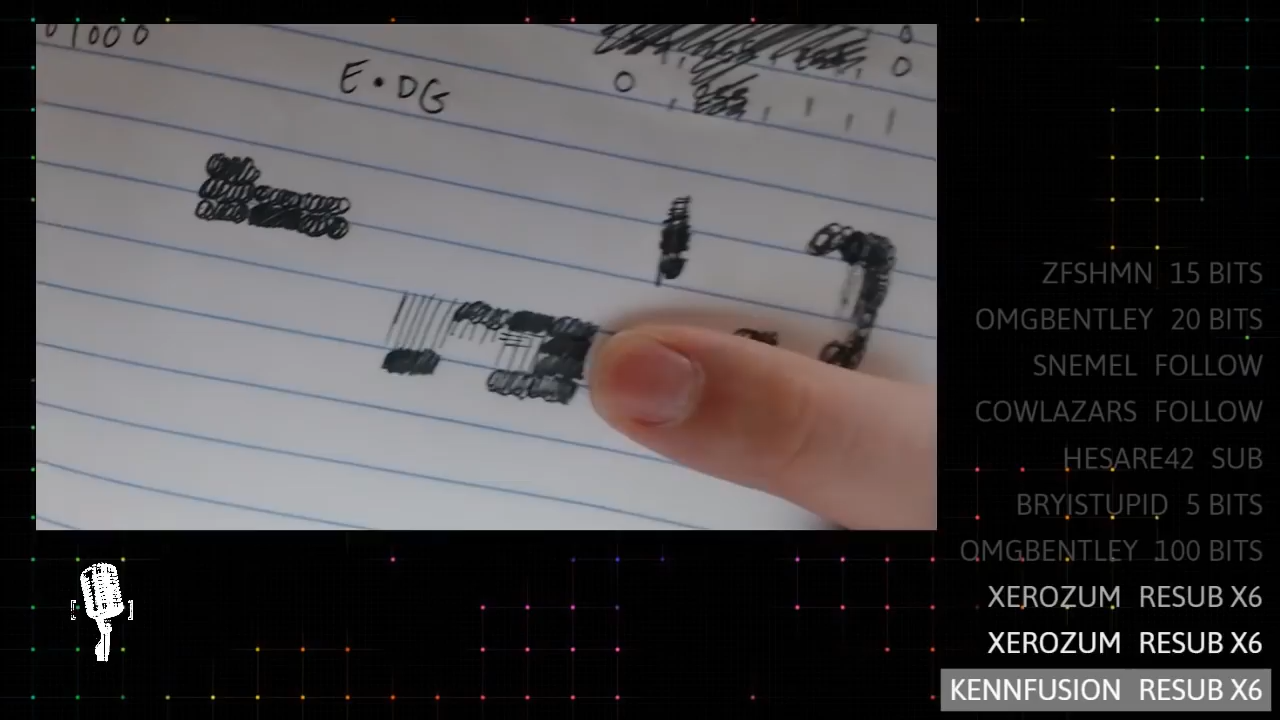 01000
E·DG
0
0
0
ZFSHMN 15 BITS
OMGBENTLEY 20 BITS
SNEMEL FOLLOW
COWLAZARS FOLLOW
HESARE42 SUB
BRYISTUPID 5 BITS
OMGBENTLEY 100 BITS
XEROZUM RESUB X6
XEROZUM RESUB X6
KENNFUSION RESUB X6